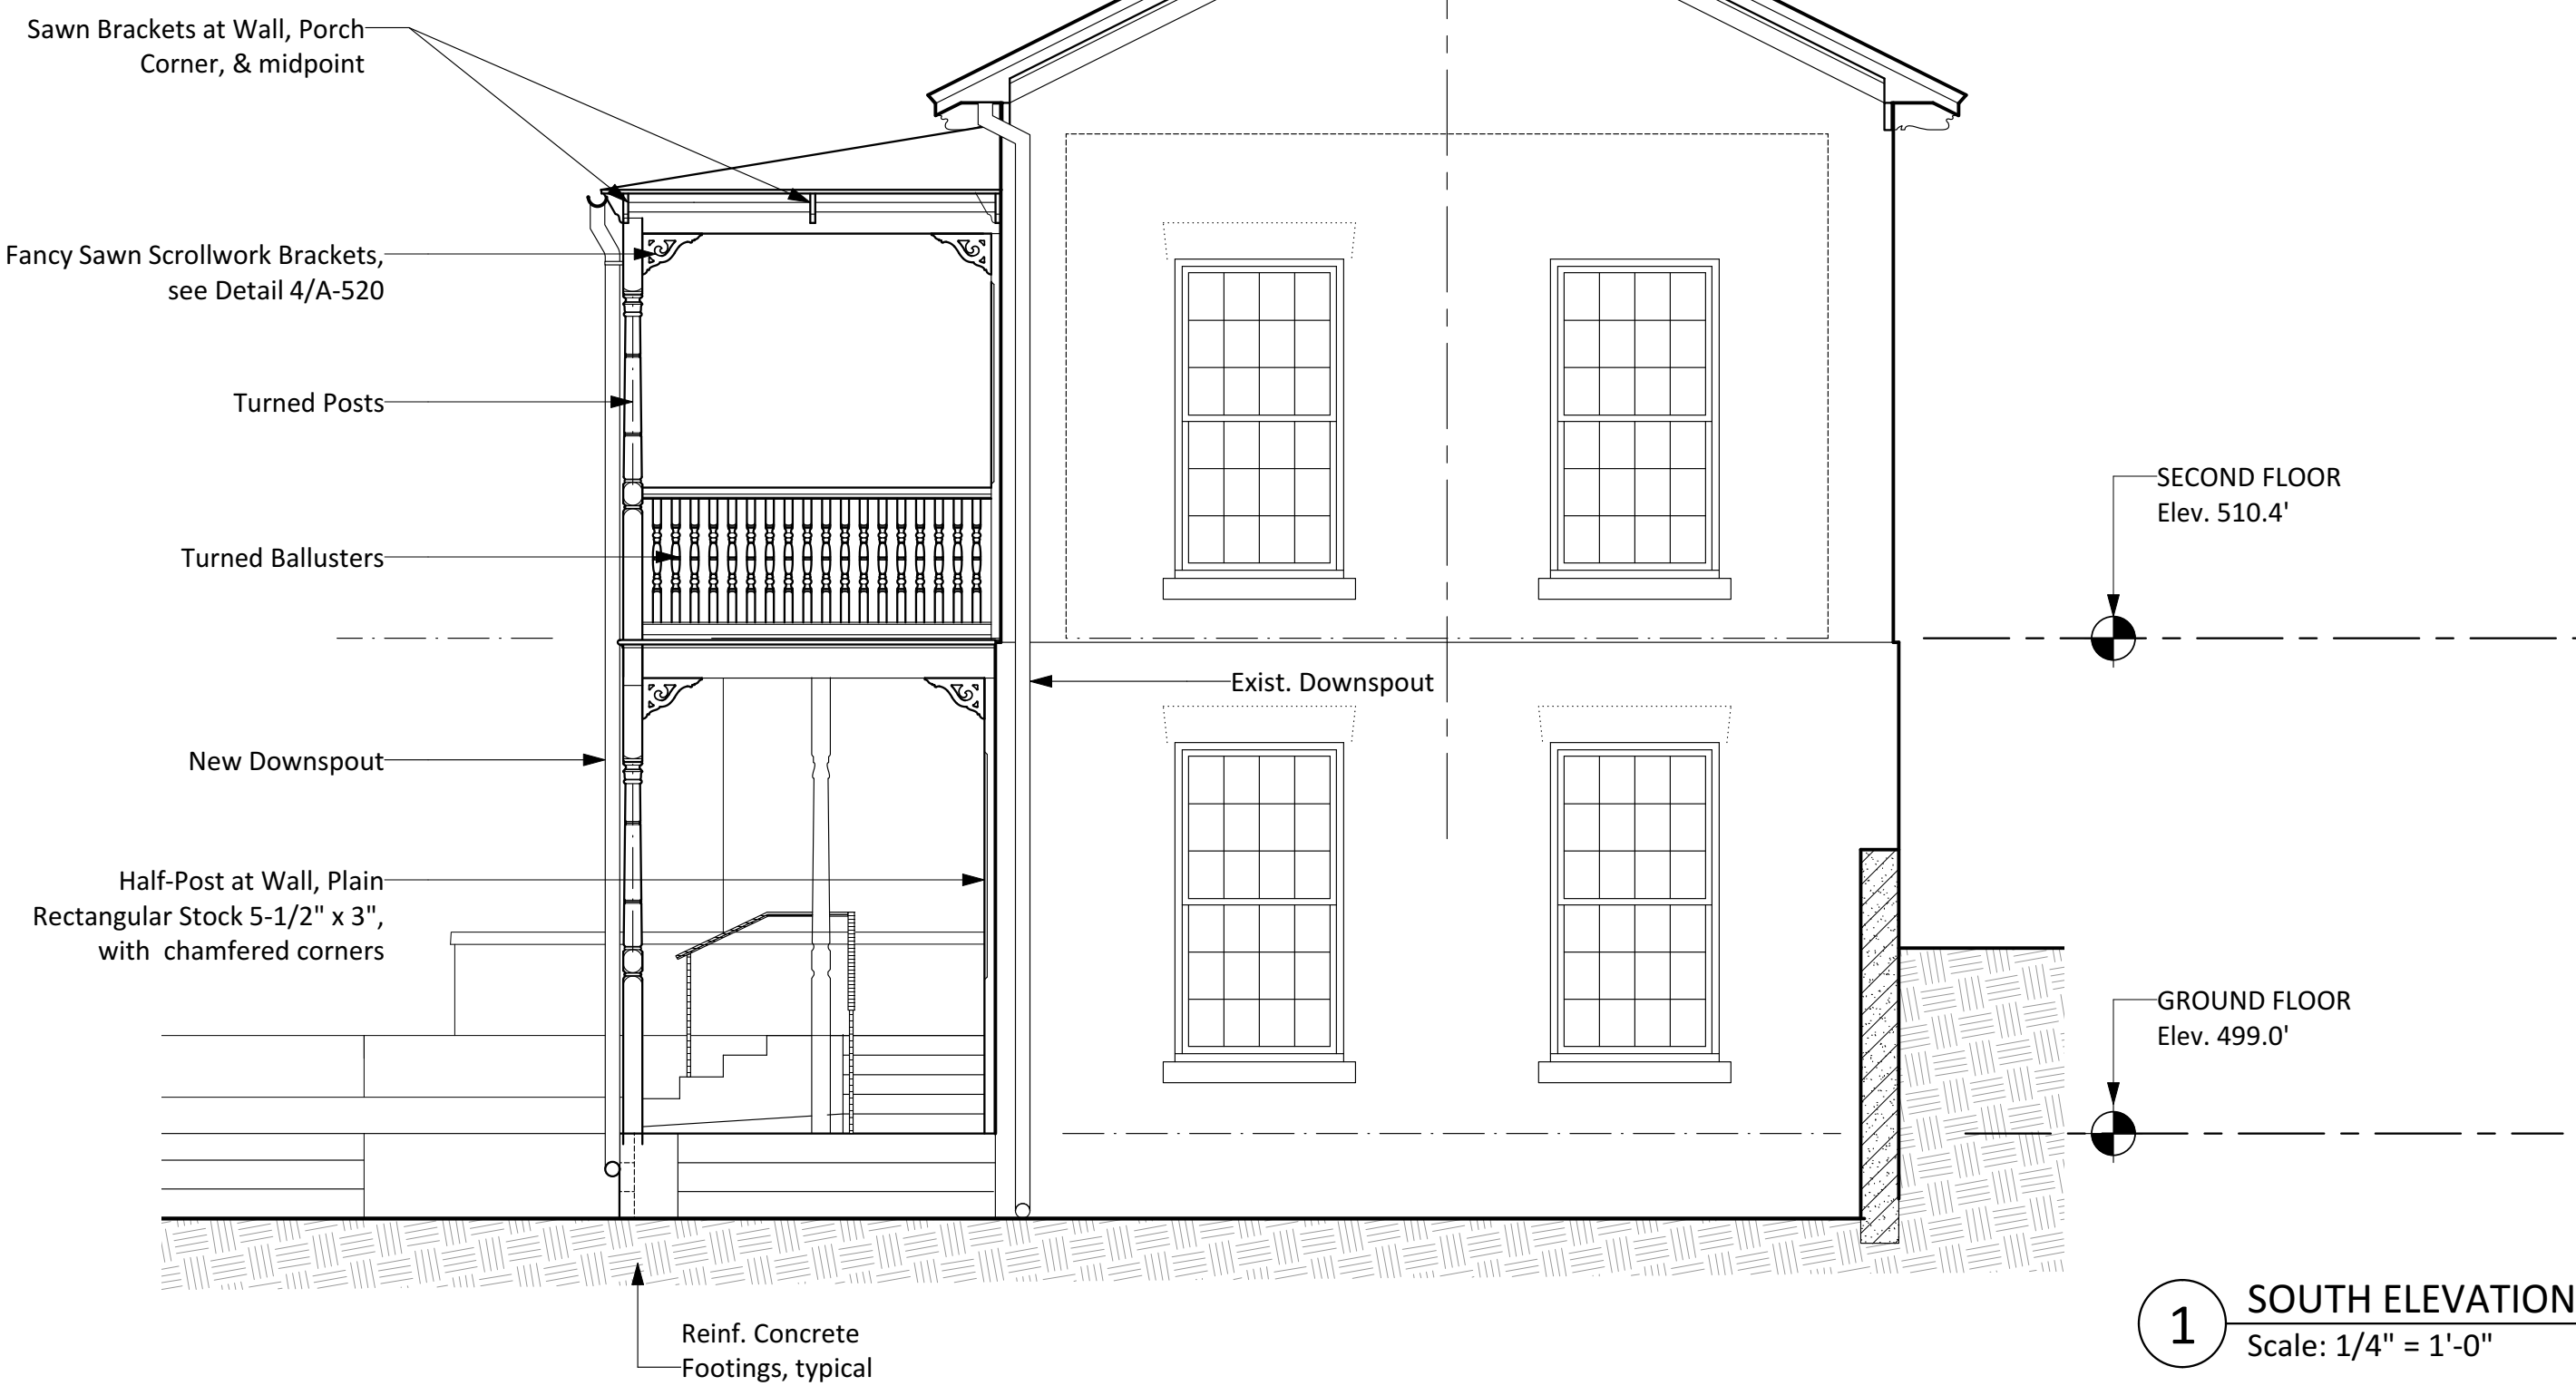 Sawn Brackets at Wall, Porch
Corner, & midpoint
Fancy Sawn Scrollwork Brackets,
see Detail 4/A-520
Turned Posts
Turned Ballusters
New Downspout
Half-Post at Wall, Plain
Rectangular Stock 5-1/2" x 3",
with chamfered corners
Exist. Downspout
SECOND FLOOR
Elev. 510.4'
GROUND FLOOR
Elev. 499.0'
Reinf. Concrete
Footings, typical
1
SOUTH ELEVATION
Scale: 1/4" = 1'-0"